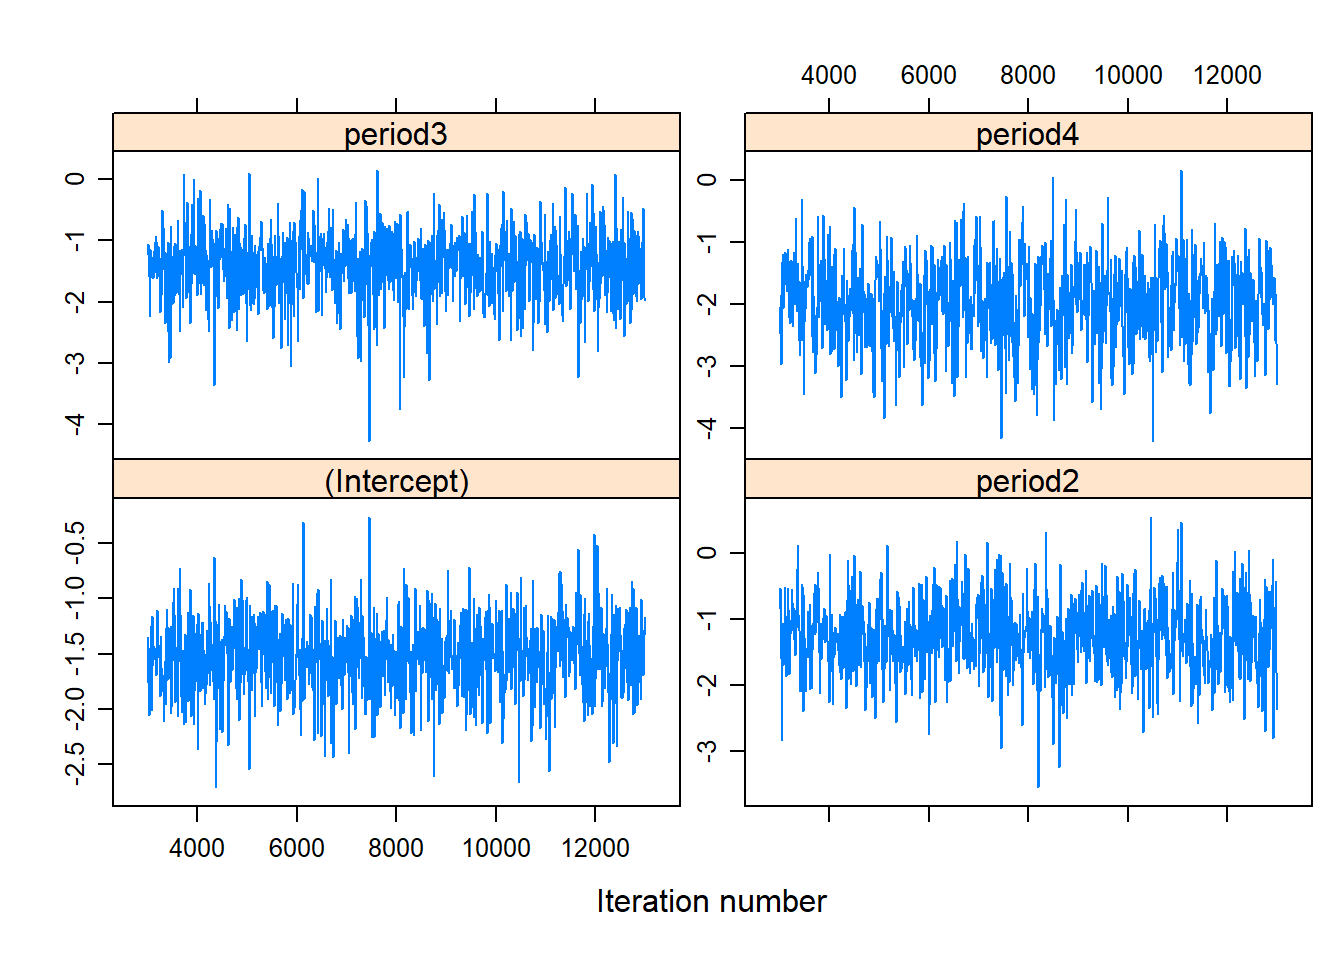 4000 6000 8000 10000 12000
period3 period4
0 0
-1 -1
-2 -2
-3 -3
-4 -4
(Intercept) period2
-0.5 0
-1.0 -1
-1.5
-2.0 -2
-2.5 -3
4000 6000 8000 10000 12000
Iteration number